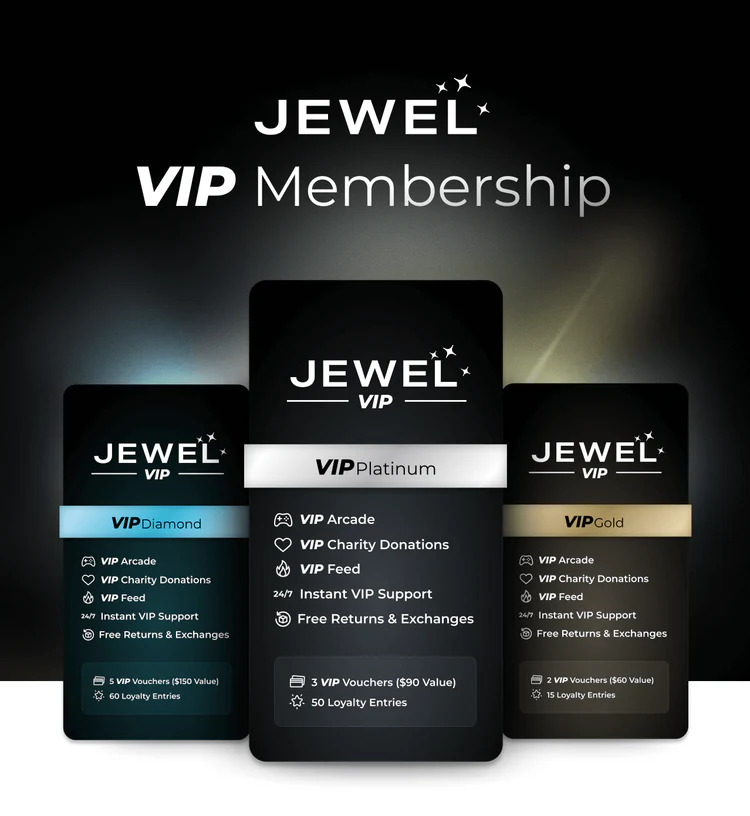 JEWEL
VIP Membership
JEWEL
VIP
VIPDiamond
VIP Arcade
VIP Charity Donations
VIP Feed
24/7 Instant VIP Support
Free Returns & Exchanges
5 VIP Vouchers ($150 Value)
60 Loyalty Entries
JEWEL
VIP
VIPPlatinum
VIP Arcade
VIP Charity Donations
VIP Feed
24/7 Instant VIP Support
Free Returns & Exchanges
3 VIP Vouchers ($90 Value)
50 Loyalty Entries
JEWEL
VIP
VIPGold
VIP Arcade
VIP Charity Donations
VIP Feed
24/7 Instant VIP Support
Free Returns & Exchanges
2 VIP Vouchers ($60 Value)
15 Loyalty Entries